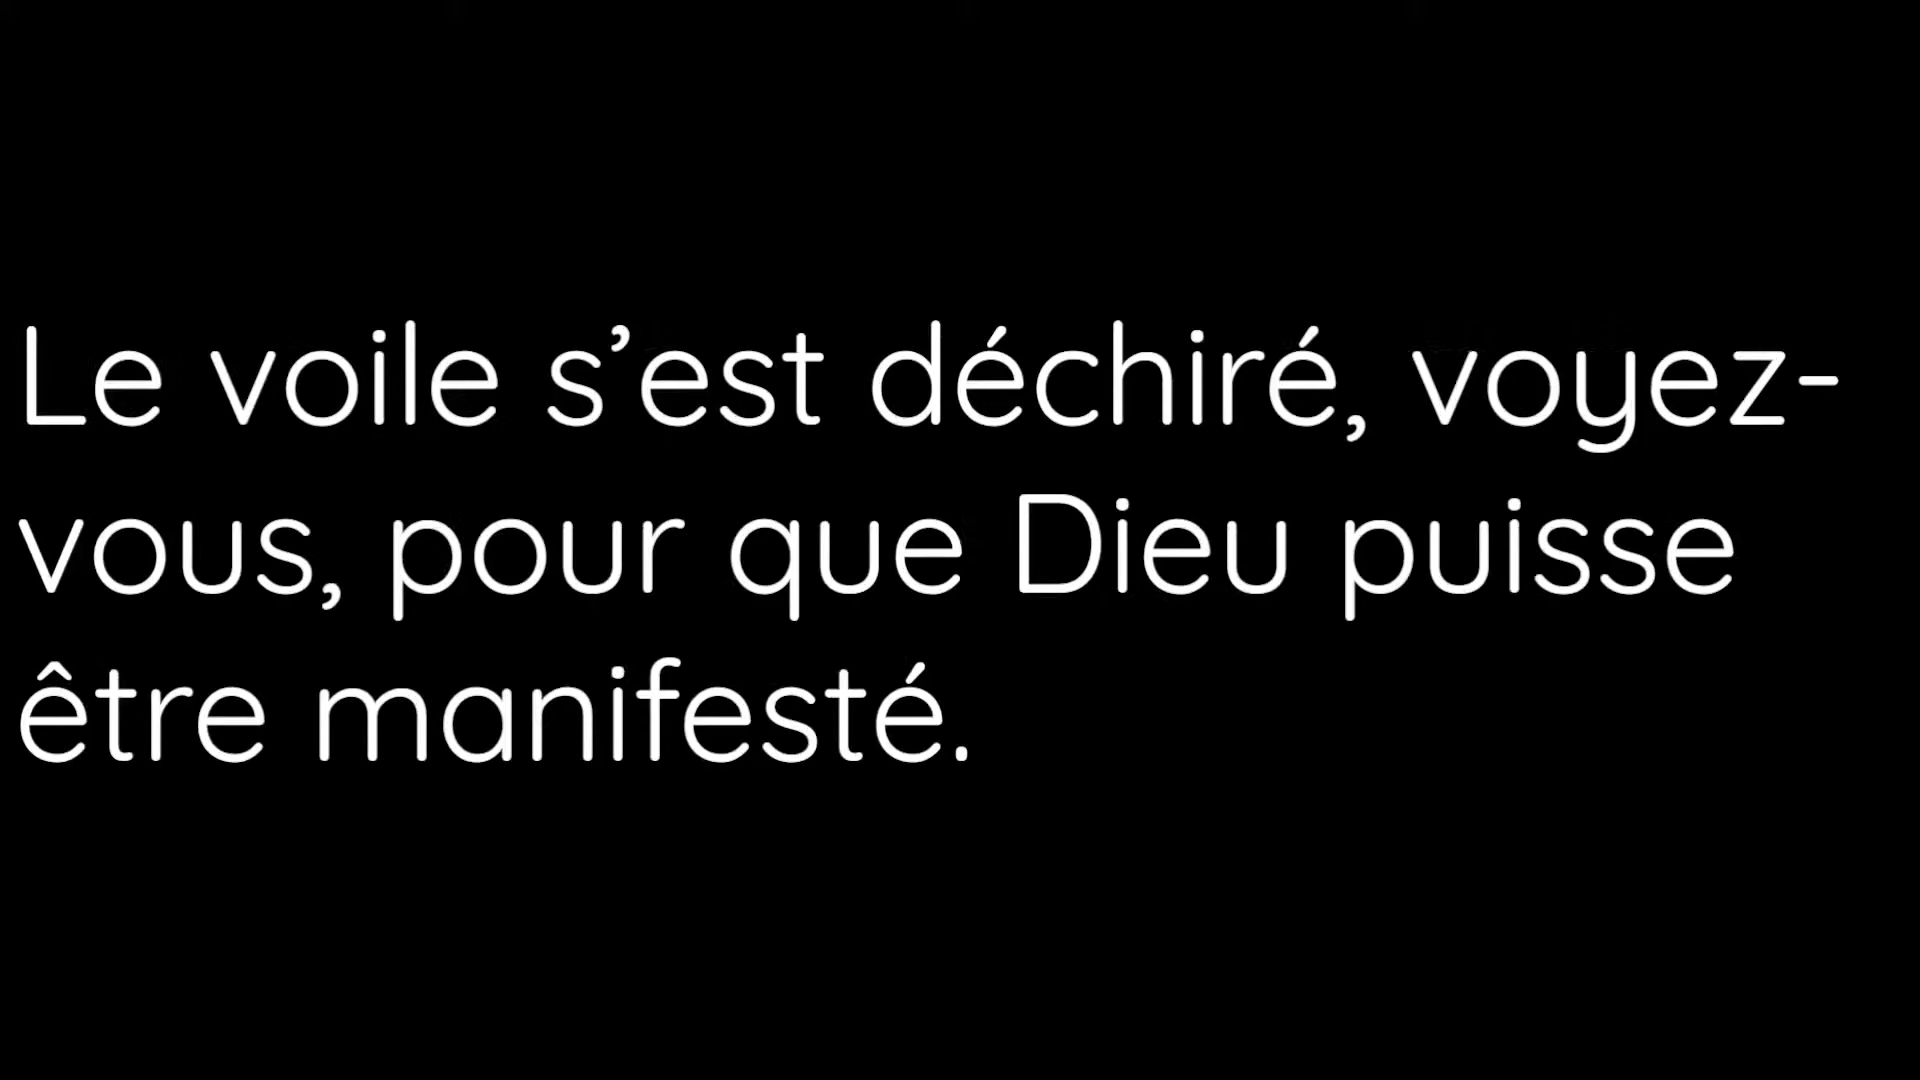 Le voile s’est déchiré, voyez-
vous, pour que Dieu puisse
être manifesté.